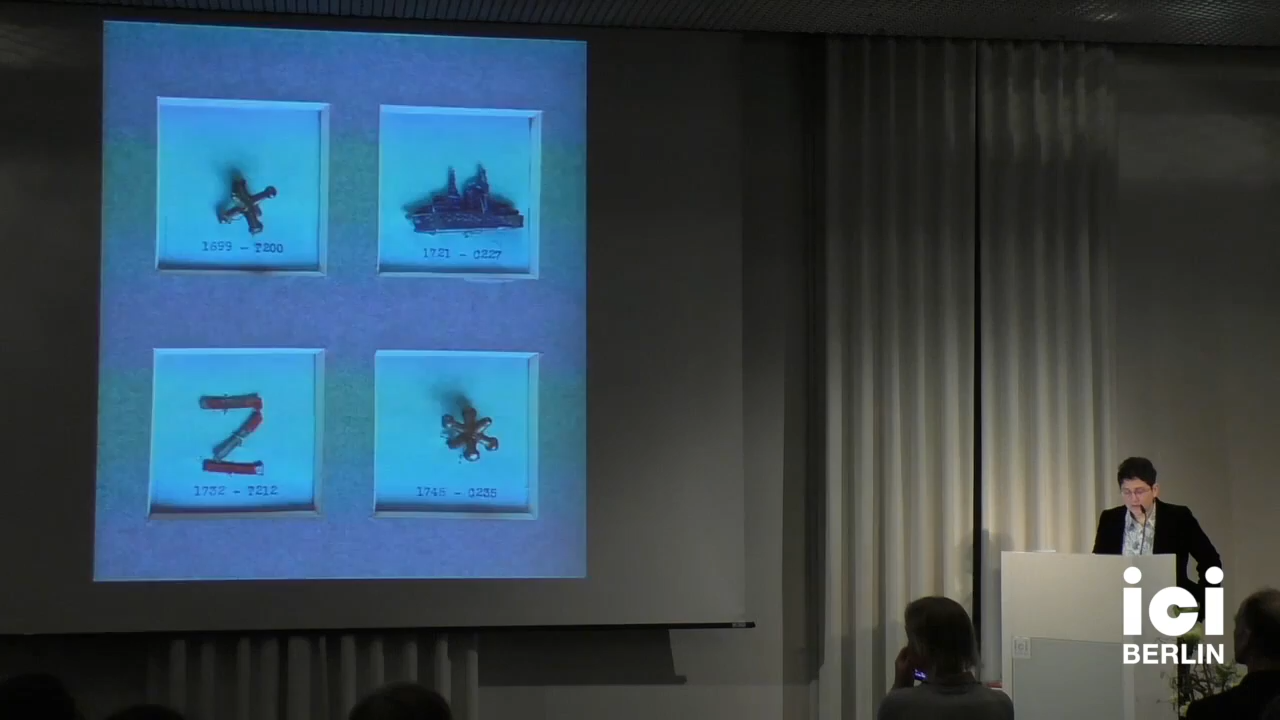 1699 - T200
1721 - C227
1732 - T212
1745 - C235
ici
BERLIN